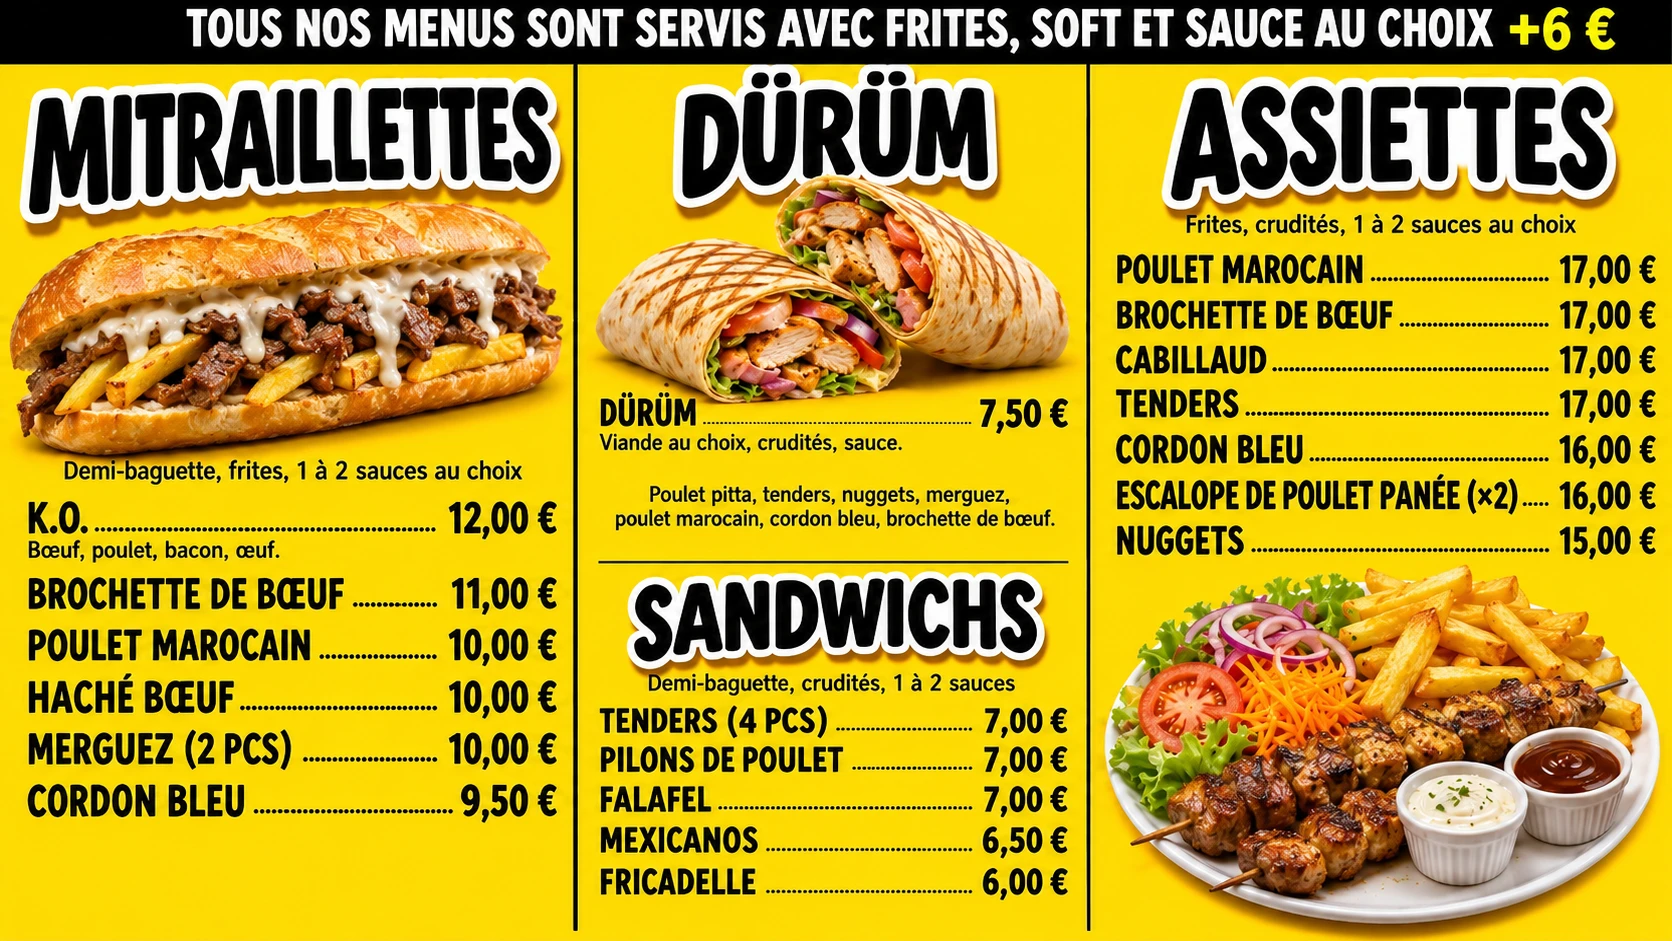 TOUS NOS MENUS SONT SERVIS AVEC FRITES, SOFT ET SAUCE AU CHOIX +6 €
MITRAILLETTES
Demi-baguette, frites, 1 à 2 sauces au choix
K.O. 12,00 €
Bœuf, poulet, bacon, œuf.
BROCHETTE DE BŒUF 11,00 €
POULET MAROCAIN 10,00 €
HACHÉ BŒUF 10,00 €
MERGUEZ (2 PCS) 10,00 €
CORDON BLEU 9,50 €
DÜRÜM
DÜRÜM 7,50 €
Viande au choix, crudités, sauce.
Poulet pitta, tenders, nuggets, merguez,
poulet marocain, cordon bleu, brochette de bœuf.
SANDWICHS
Demi-baguette, crudités, 1 à 2 sauces
TENDERS (4 PCS) 7,00 €
PILONS DE POULET 7,00 €
FALAFEL 7,00 €
MEXICANOS 6,50 €
FRICADELLE 6,00 €
ASSIETTES
Frites, crudités, 1 à 2 sauces au choix
POULET MAROCAIN 17,00 €
BROCHETTE DE BŒUF 17,00 €
CABILLAUD 17,00 €
TENDERS 17,00 €
CORDON BLEU 16,00 €
ESCALOPE DE POULET PANÉE (×2) 16,00 €
NUGGETS 15,00 €